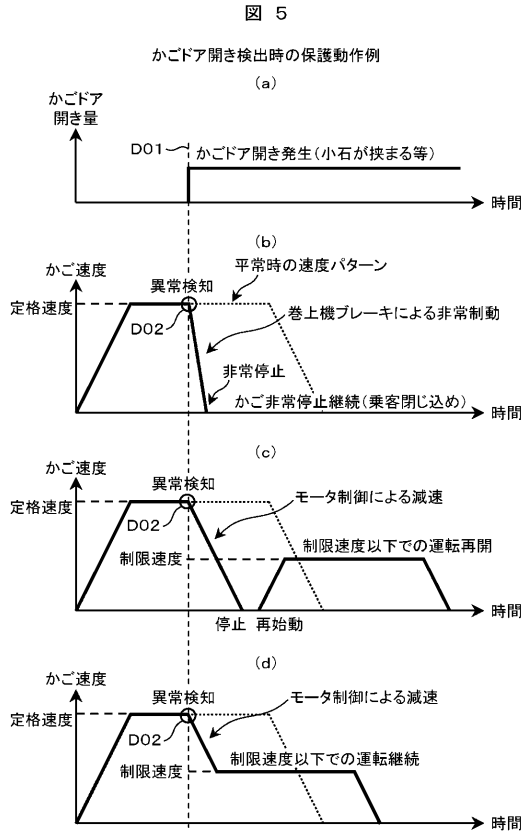 図 5
かごドア開き検出時の保護動作例
(a)
かごドア
開き量
D01
かごドア開き発生(小石が挟まる等)
時間
(b)
かご速度
平常時の速度パターン
異常検知
定格速度
巻上機ブレーキによる非常制動
D02
非常停止
かご非常停止継続(乗客閉じ込め)
時間
(c)
かご速度
異常検知
モータ制御による減速
定格速度
D02
制限速度以下での運転再開
制限速度
時間
停止 再始動
(d)
かご速度
異常検知
モータ制御による減速
定格速度
D02
制限速度以下での運転継続
制限速度
時間